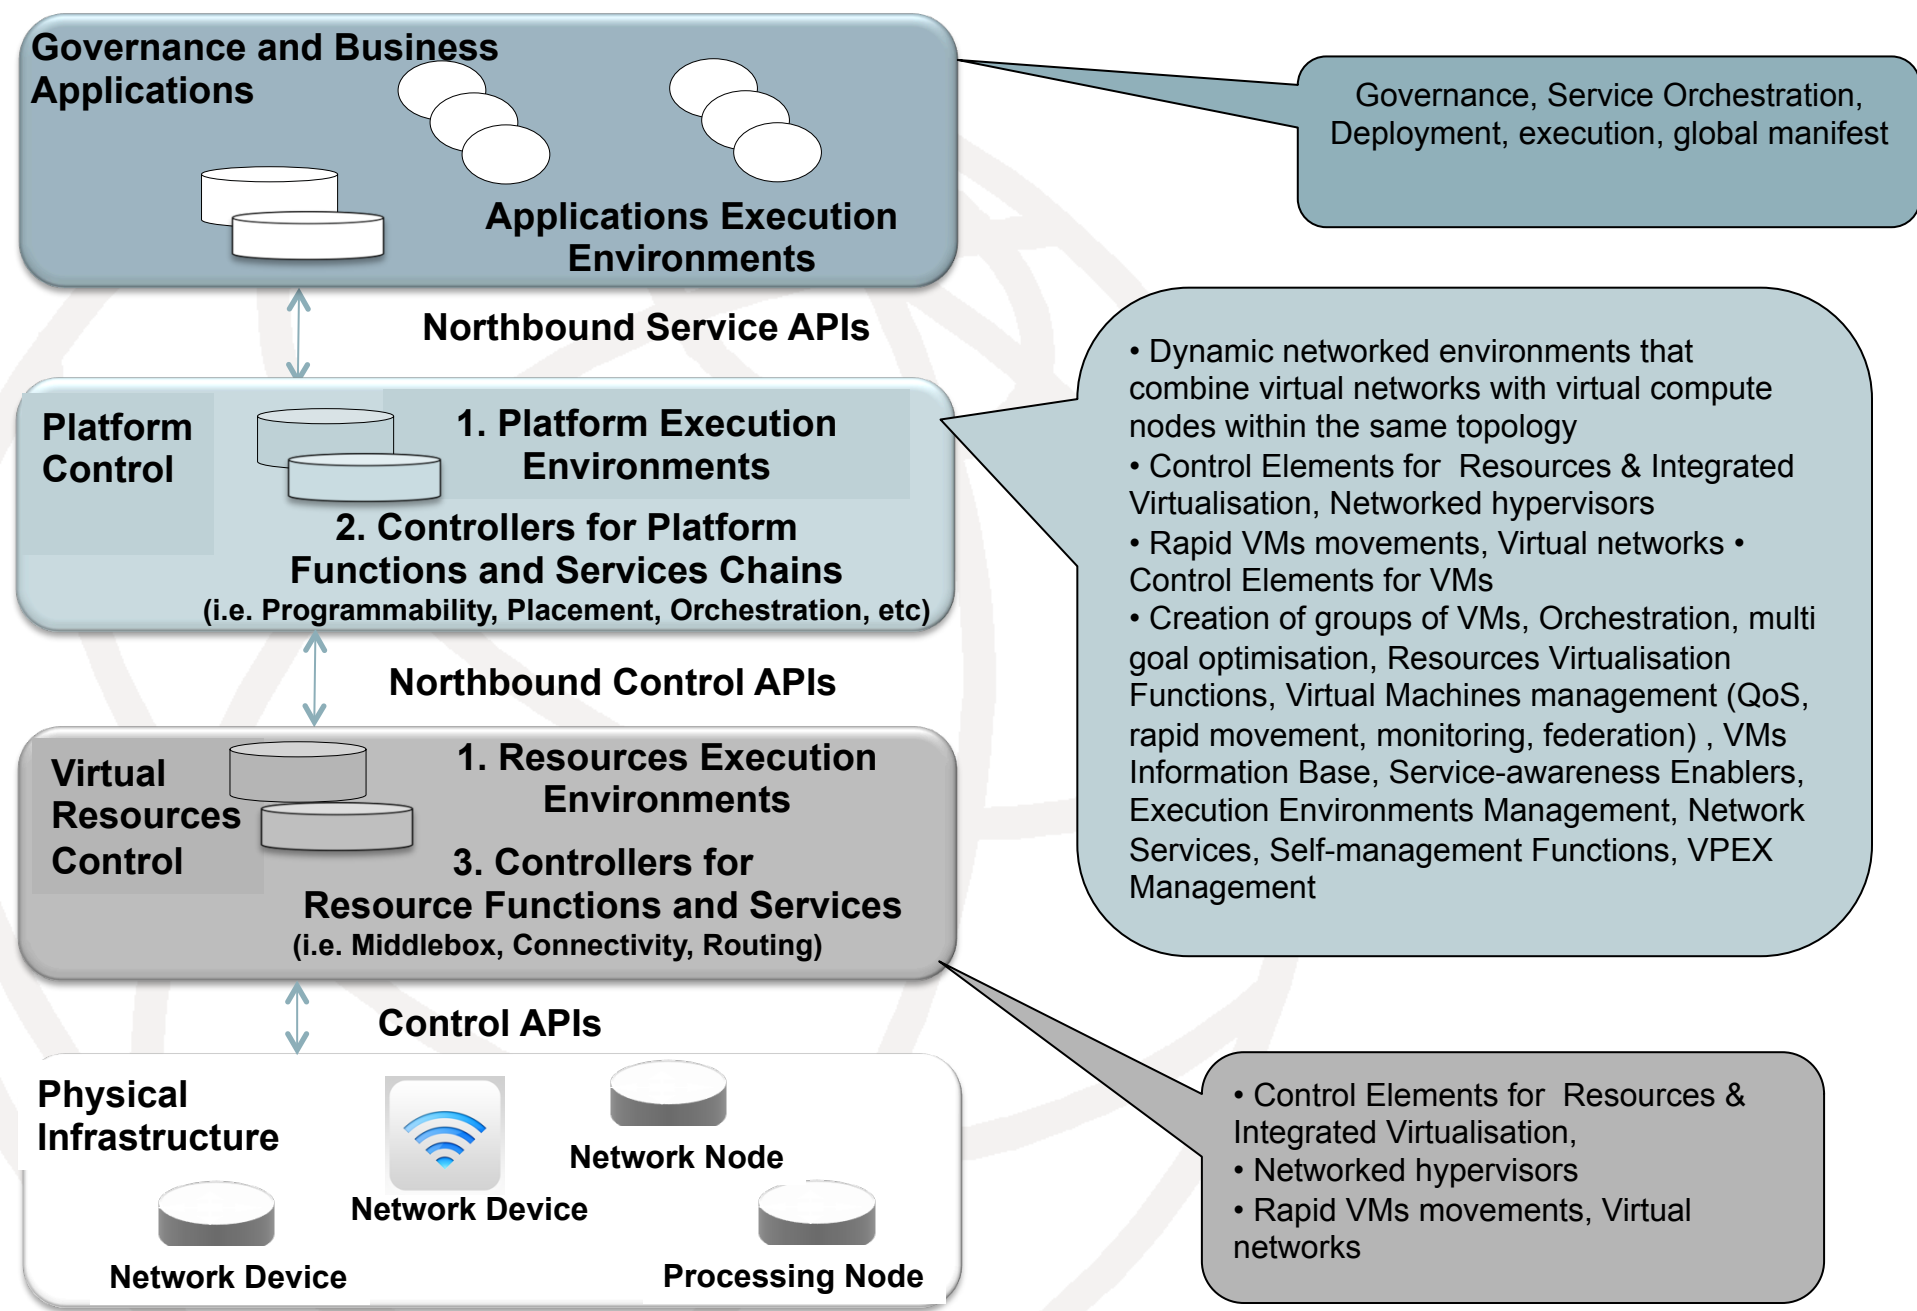 Governance and Business
Applications
Applications Execution
Environments
Governance, Service Orchestration,
Deployment, execution, global manifest
Northbound Service APIs
Platform
Control
1. Platform Execution
Environments
2. Controllers for Platform
Functions and Services Chains
(i.e. Programmability, Placement, Orchestration, etc)
• Dynamic networked environments that
combine virtual networks with virtual compute
nodes within the same topology
• Control Elements for  Resources & Integrated
Virtualisation, Networked hypervisors
• Rapid VMs movements, Virtual networks •
Control Elements for VMs
• Creation of groups of VMs, Orchestration, multi
goal optimisation, Resources Virtualisation
Functions, Virtual Machines management (QoS,
rapid movement, monitoring, federation) , VMs
Information Base, Service-awareness Enablers,
Execution Environments Management, Network
Services, Self-management Functions, VPEX
Management
Northbound Control APIs
Virtual
Resources
Control
1. Resources Execution
Environments
3. Controllers for
Resource Functions and Services
(i.e. Middlebox, Connectivity, Routing)
Control APIs
• Control Elements for  Resources &
Integrated Virtualisation,
• Networked hypervisors
• Rapid VMs movements, Virtual
networks
Physical
Infrastructure
Network Node
Network Device
Network Device
Processing Node